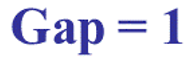 Gap = 1